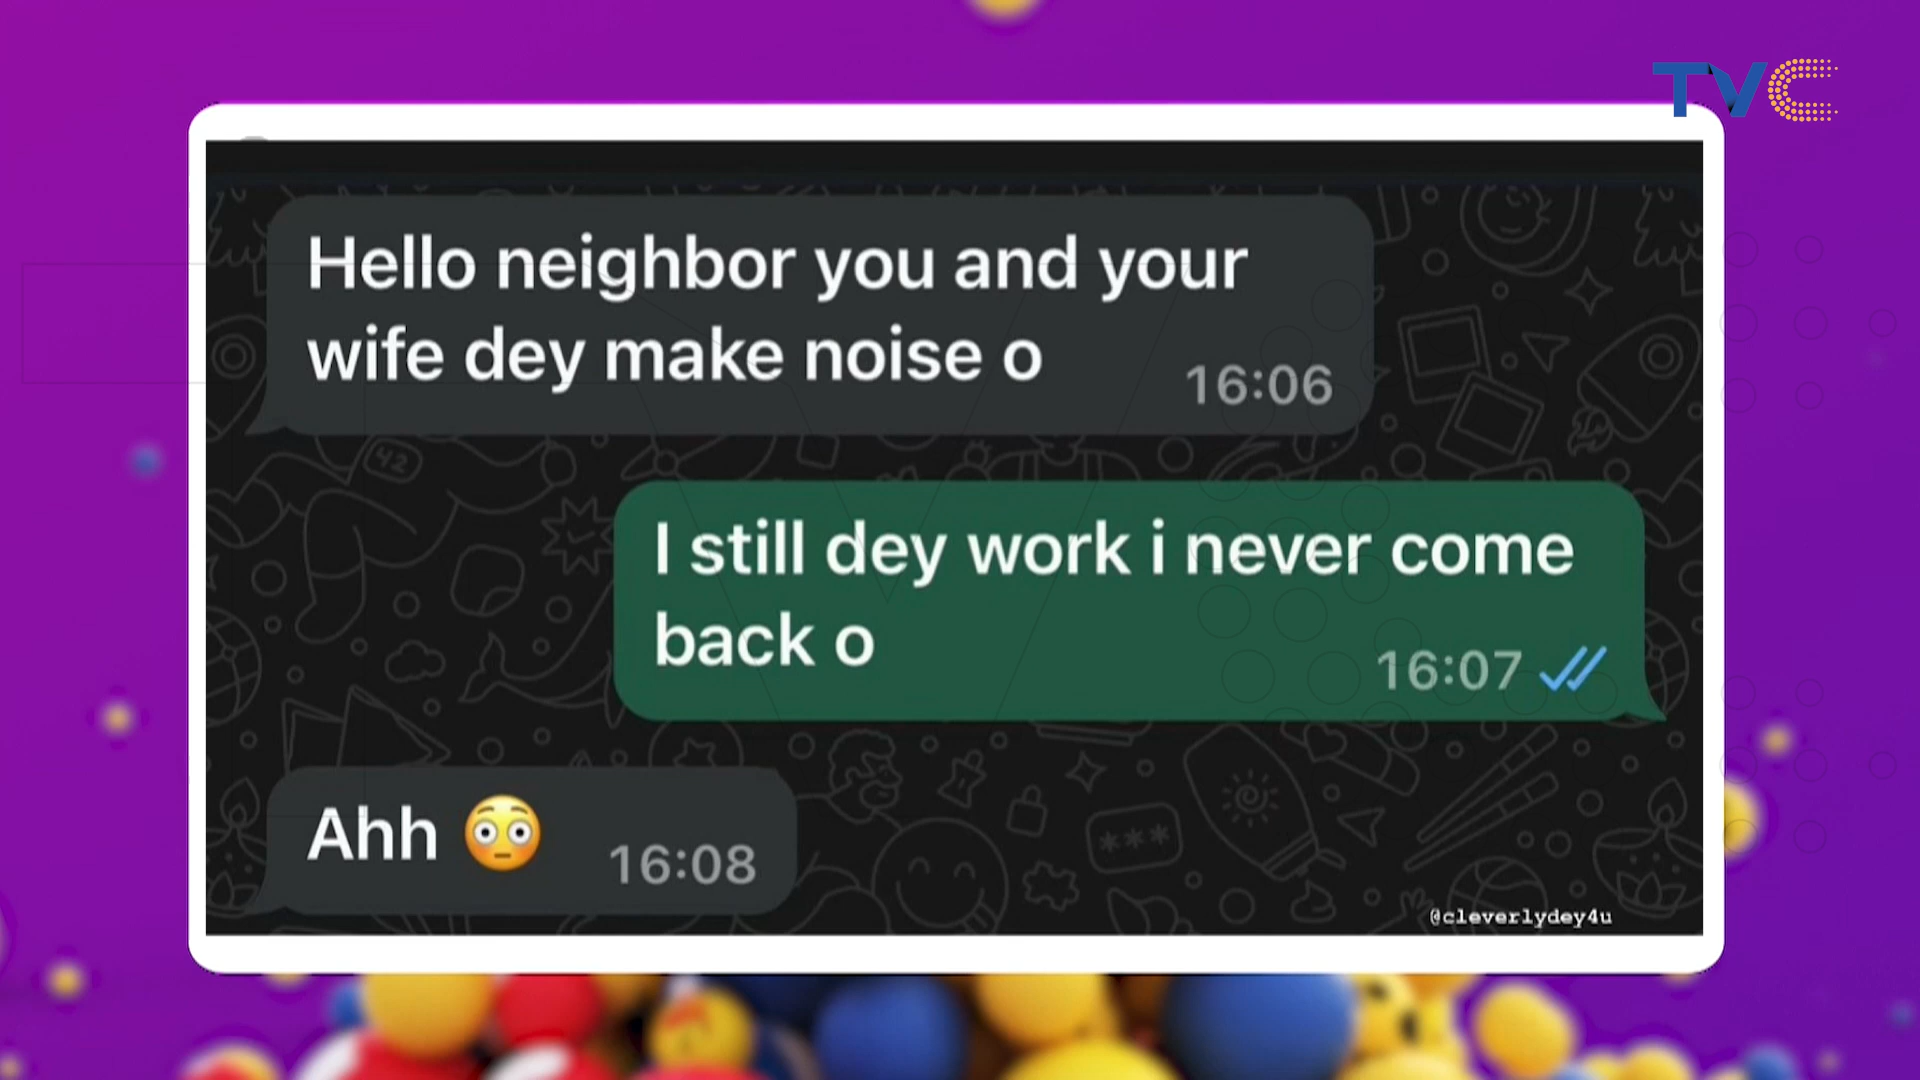 TVC
Hello neighbor you and your
wife dey make noise o
16:06
I still dey work i never come
back o
16:07
Ahh 😳
16:08
@cleverlydey4u